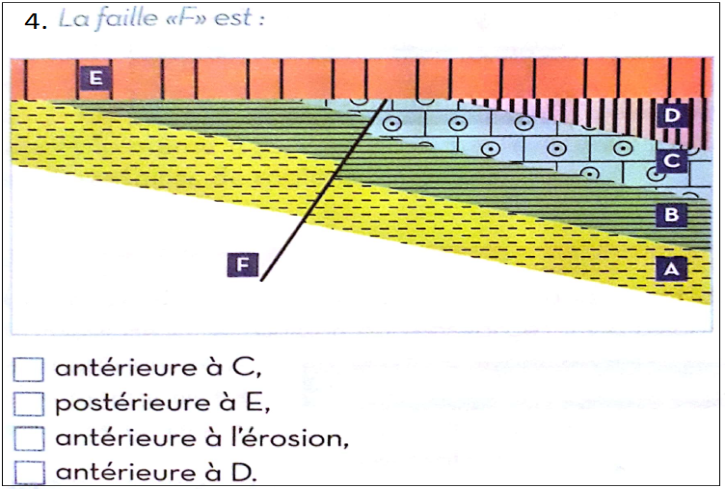 4. La faille «F» est :
E
D
C
B
F
A
antérieure à C,
postérieure à E,
antérieure à l'érosion,
antérieure à D.